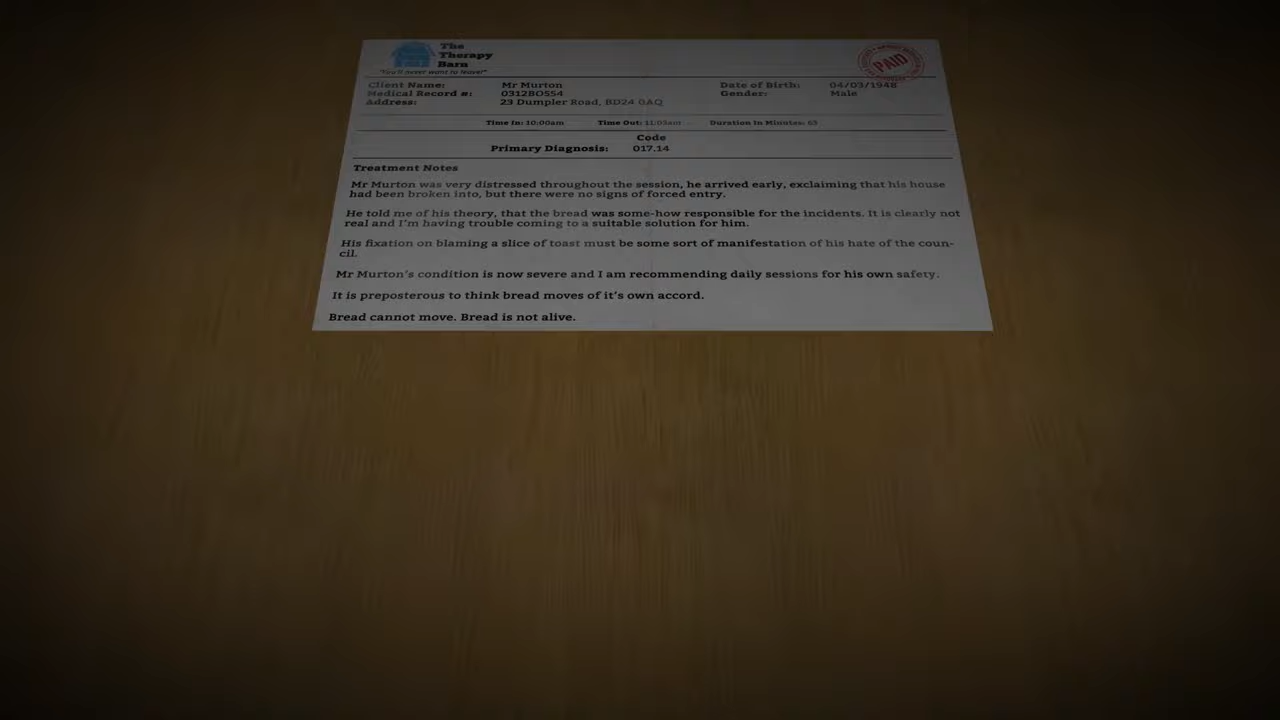 The
Therapy
Barn
"You'll never want to leave!"
PAID
Client Name: Mr Murton Date of Birth: 04/03/1948
Medical Record #: 0312BOS54 Gender: Male
Address: 23 Dumpler Road, BD24 0AQ
Time In: 10:00am Time Out: 11:03am Duration In Minutes: 63
Code
Primary Diagnosis: 017.14
Treatment Notes
Mr Murton was very distressed throughout the session, he arrived early, exclaiming that his house
had been broken into, but there were no signs of forced entry.
He told me of his theory, that the bread was some-how responsible for the incidents. It is clearly not
real and I'm having trouble coming to a suitable solution for him.
His fixation on blaming a slice of toast must be some sort of manifestation of his hate of the coun-
cil.
Mr Murton's condition is now severe and I am recommending daily sessions for his own safety.
It is preposterous to think bread moves of it's own accord.
Bread cannot move. Bread is not alive.